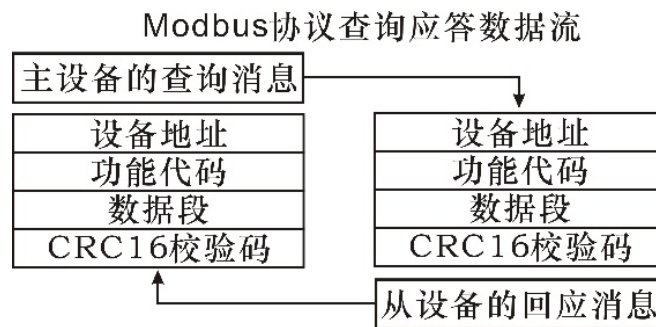 Modbus协议查询应答数据流
主设备的查询消息
设备地址
功能代码
数据段
CRC16校验码
设备地址
功能代码
数据段
CRC16校验码
从设备的回应消息